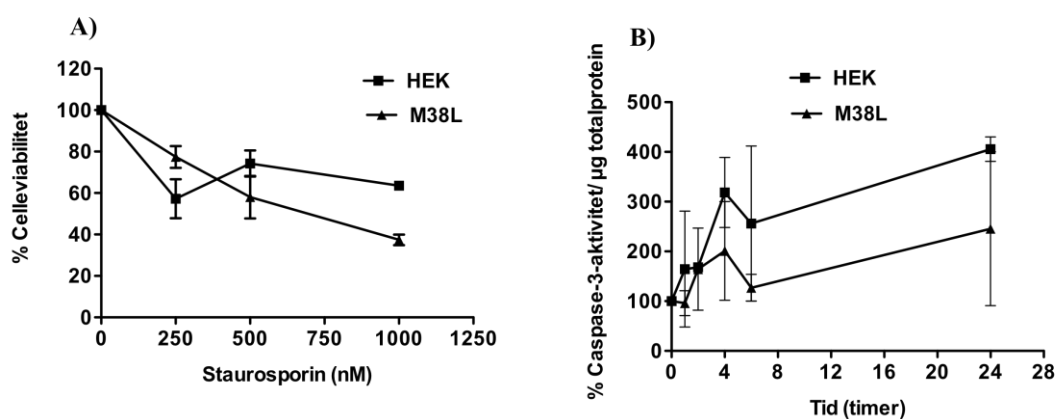 A)
% Celleviabilitet
120
100
80
60
40
20
0
0 250 500 750 1000 1250
Staurosporin (nM)
HEK
M38L
B)
% Caspase-3-aktivitet/ µg totalprotein
500
400
300
200
100
0
0 4 8 12 16 20 24 28
Tid (timer)
HEK
M38L